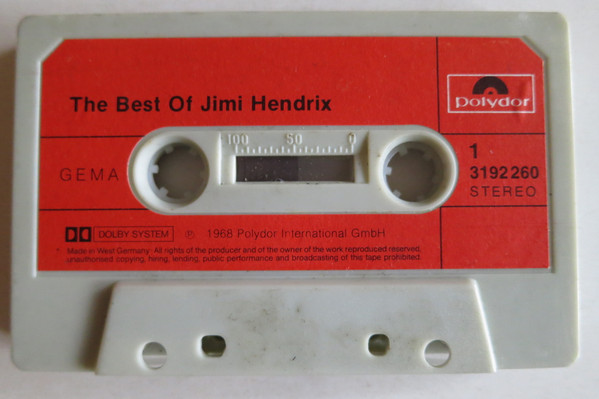 The Best Of Jimi Hendrix
polydor
100 50 0
GEMA
1
3192 260
STEREO
DOLBY SYSTEM ℗ 1968 Polydor International GmbH
Made in West Germany · All rights of the producer and of the owner of the work reproduced reserved,
unauthorised copying, hiring, lending, public performance and broadcasting of this tape prohibited.